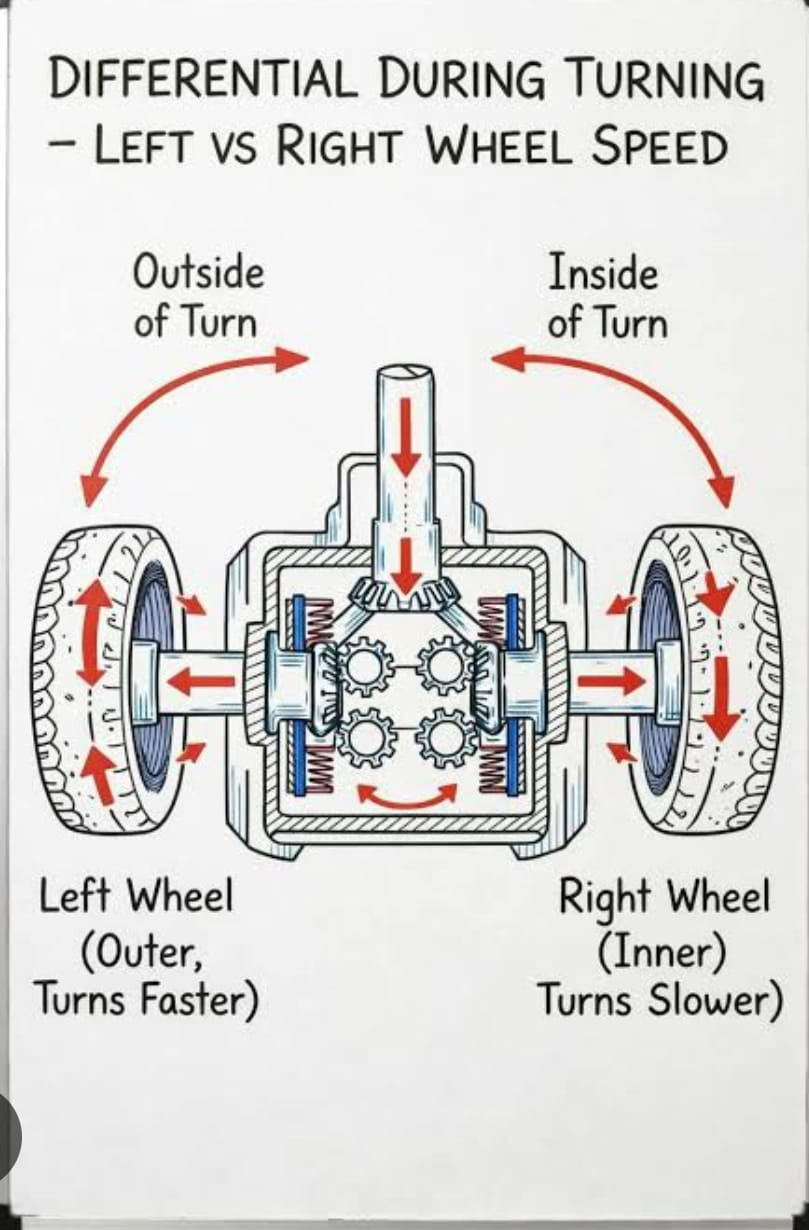 DIFFERENTIAL DURING TURNING
– LEFT VS RIGHT WHEEL SPEED
Outside
of Turn
Inside
of Turn
Left Wheel
(Outer,
Turns Faster)
Right Wheel
(Inner)
Turns Slower)